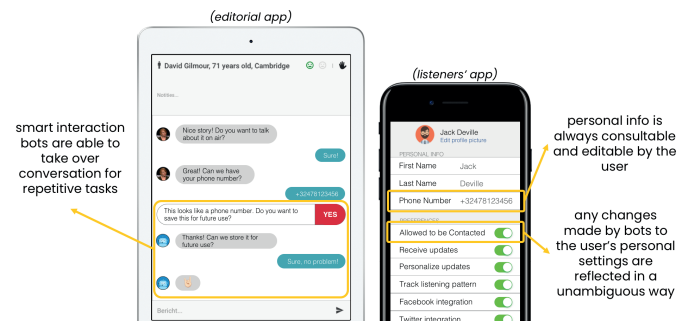 (editorial app)
David Gilmour, 71 years old, Cambridge
Notities...
Nice story! Do you want to talk
about it on air?
Sure!
Great! Can we have
your phone number?
+32478123456
This looks like a phone number. Do you want to
save this for future use?
YES
Thanks! Can we store it for
future use?
Sure, no problem!
Bericht...
smart interaction
bots are able to
take over
conversation for
repetitive tasks
(listeners' app)
Jack Deville
Edit profile picture
PERSONAL INFO
First Name Jack
Last Name Deville
Phone Number +32478123456
PREFERENCES
Allowed to be Contacted
Receive updates
Personalize updates
Track listening pattern
Facebook integration
Twitter integration
personal info is
always consultable
and editable by the
user
any changes
made by bots to
the user's personal
settings are
reflected in a
unambiguous way